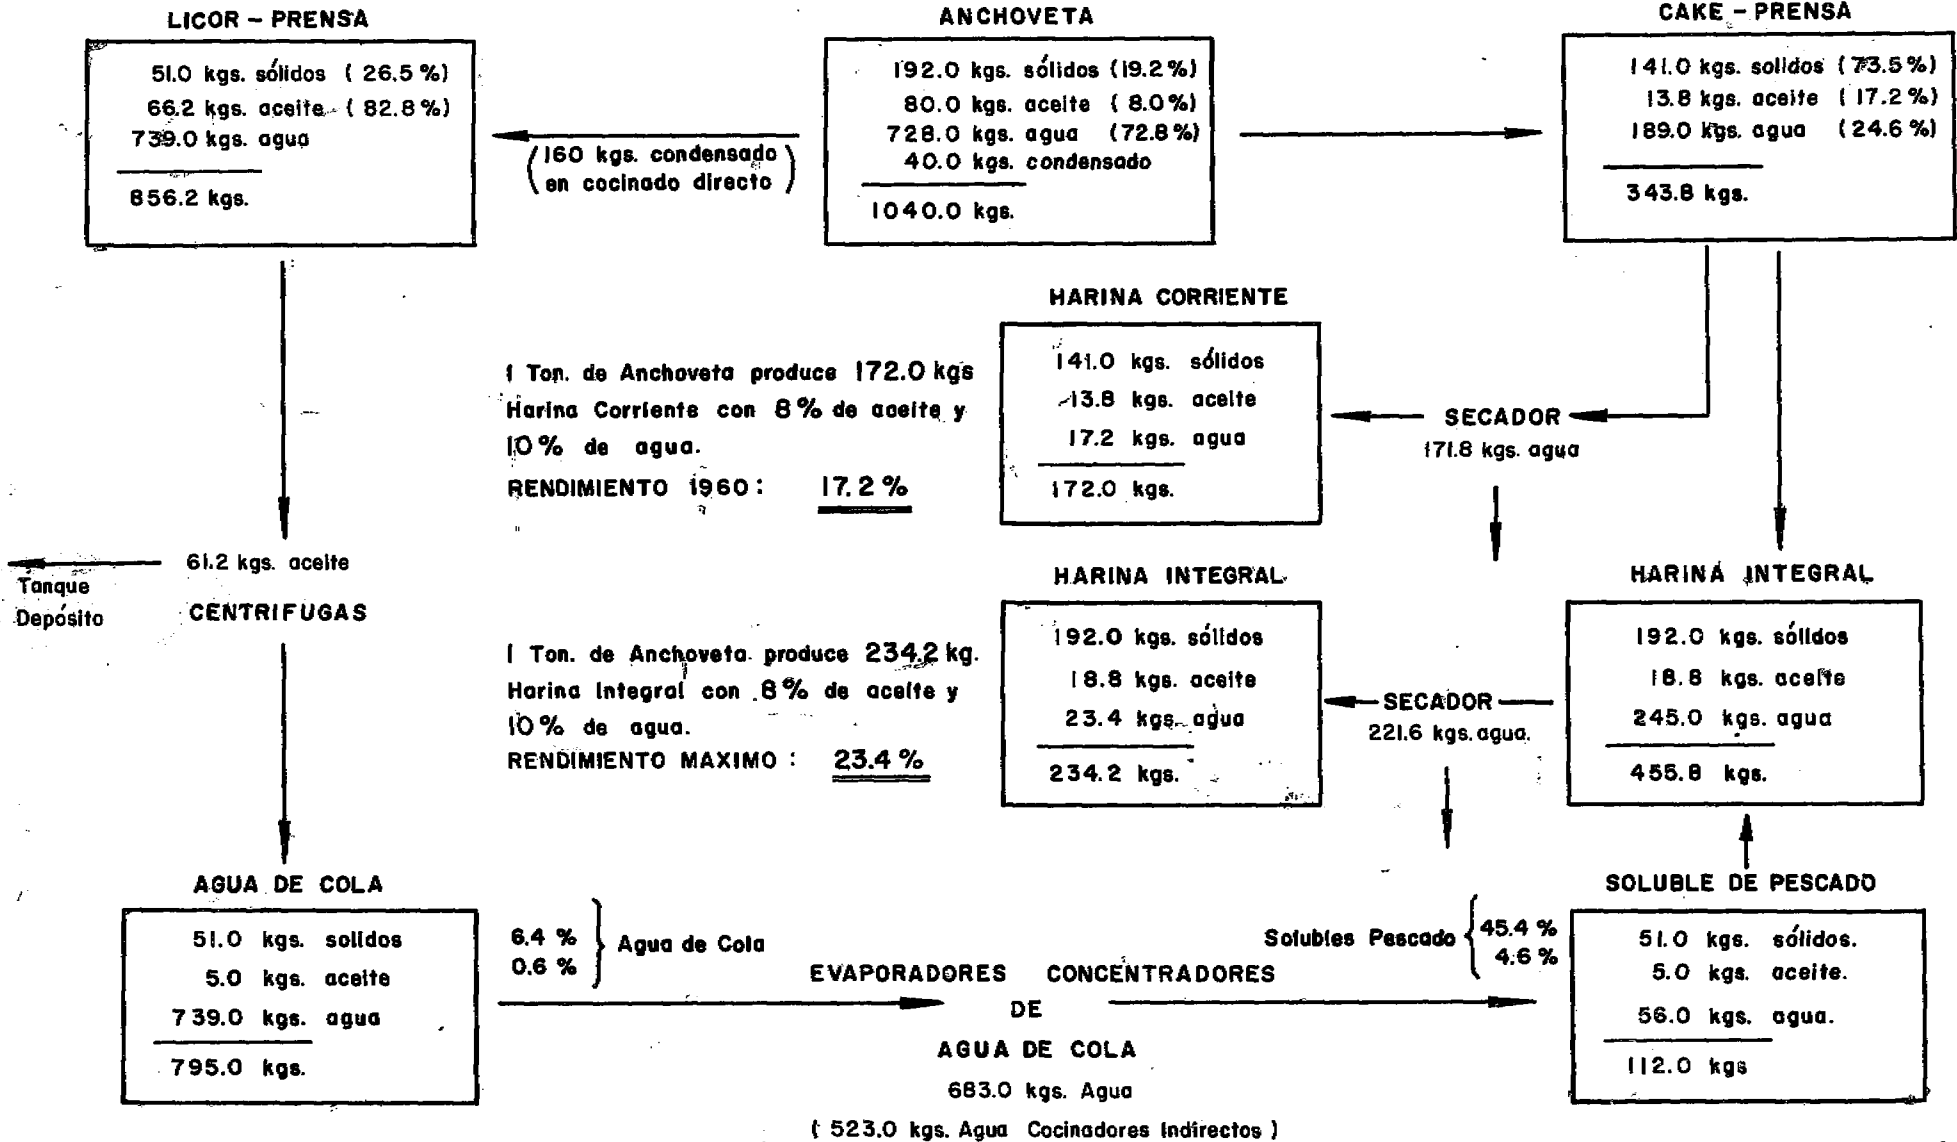 LICOR - PRENSA
51.0 kgs. sólidos ( 26.5 %)
66.2 kgs. aceite ( 82.8 %)
739.0 kgs. agua
856.2 kgs.
(160 kgs. condensado
en cocinado directo)
ANCHOVETA
192.0 kgs. sólidos (19.2 %)
80.0 kgs. aceite ( 8.0 %)
728.0 kgs. agua (72.8 %)
40.0 kgs. condensado
1040.0 kgs.
CAKE - PRENSA
141.0 kgs. solidos ( 73.5 %)
13.8 kgs. aceite ( 17.2 %)
189.0 kgs. agua ( 24.6 %)
343.8 kgs.
HARINA CORRIENTE
141.0 kgs. sólidos
13.8 kgs. aceite
17.2 kgs. agua
172.0 kgs.
1 Ton. de Anchoveta produce 172.0 kgs
Harina Corriente con 8 % de aceite y
10 % de agua.
RENDIMIENTO 1960 : 17.2 %
SECADOR
171.8 kgs. agua
61.2 kgs. aceite
Tanque
Depósito
CENTRIFUGAS
1 Ton. de Anchoveta produce 234.2 kg.
Harina Integral con 8 % de aceite y
10 % de agua.
RENDIMIENTO MAXIMO : 23.4 %
HARINA INTEGRAL
192.0 kgs. sólidos
18.8 kgs. aceite
23.4 kgs. agua
234.2 kgs.
SECADOR
221.6 kgs. agua.
HARINA INTEGRAL
192.0 kgs. sólidos
18.8 kgs. aceite
245.0 kgs. agua
455.8 kgs.
AGUA DE COLA
51.0 kgs. solidos
5.0 kgs. aceite
739.0 kgs. agua
795.0 kgs.
6.4 %
0.6 %
Agua de Cola
EVAPORADORES CONCENTRADORES
DE
AGUA DE COLA
683.0 kgs. Agua
( 523.0 kgs. Agua Cocinadores Indirectos )
Solubles Pescado
45.4 %
4.6 %
SOLUBLE DE PESCADO
51.0 kgs. sólidos.
5.0 kgs. aceite.
56.0 kgs. agua.
112.0 kgs